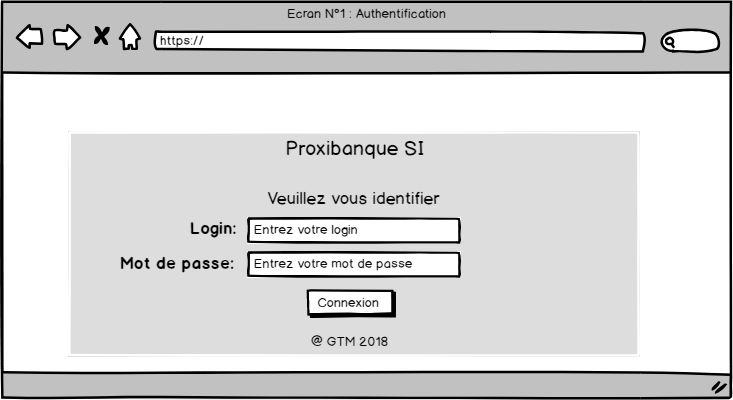 Ecran N°1 : Authentification
https://
Proxibanque SI
Veuillez vous identifier
Login: Entrez votre login
Mot de passe: Entrez votre mot de passe
Connexion
@ GTM 2018